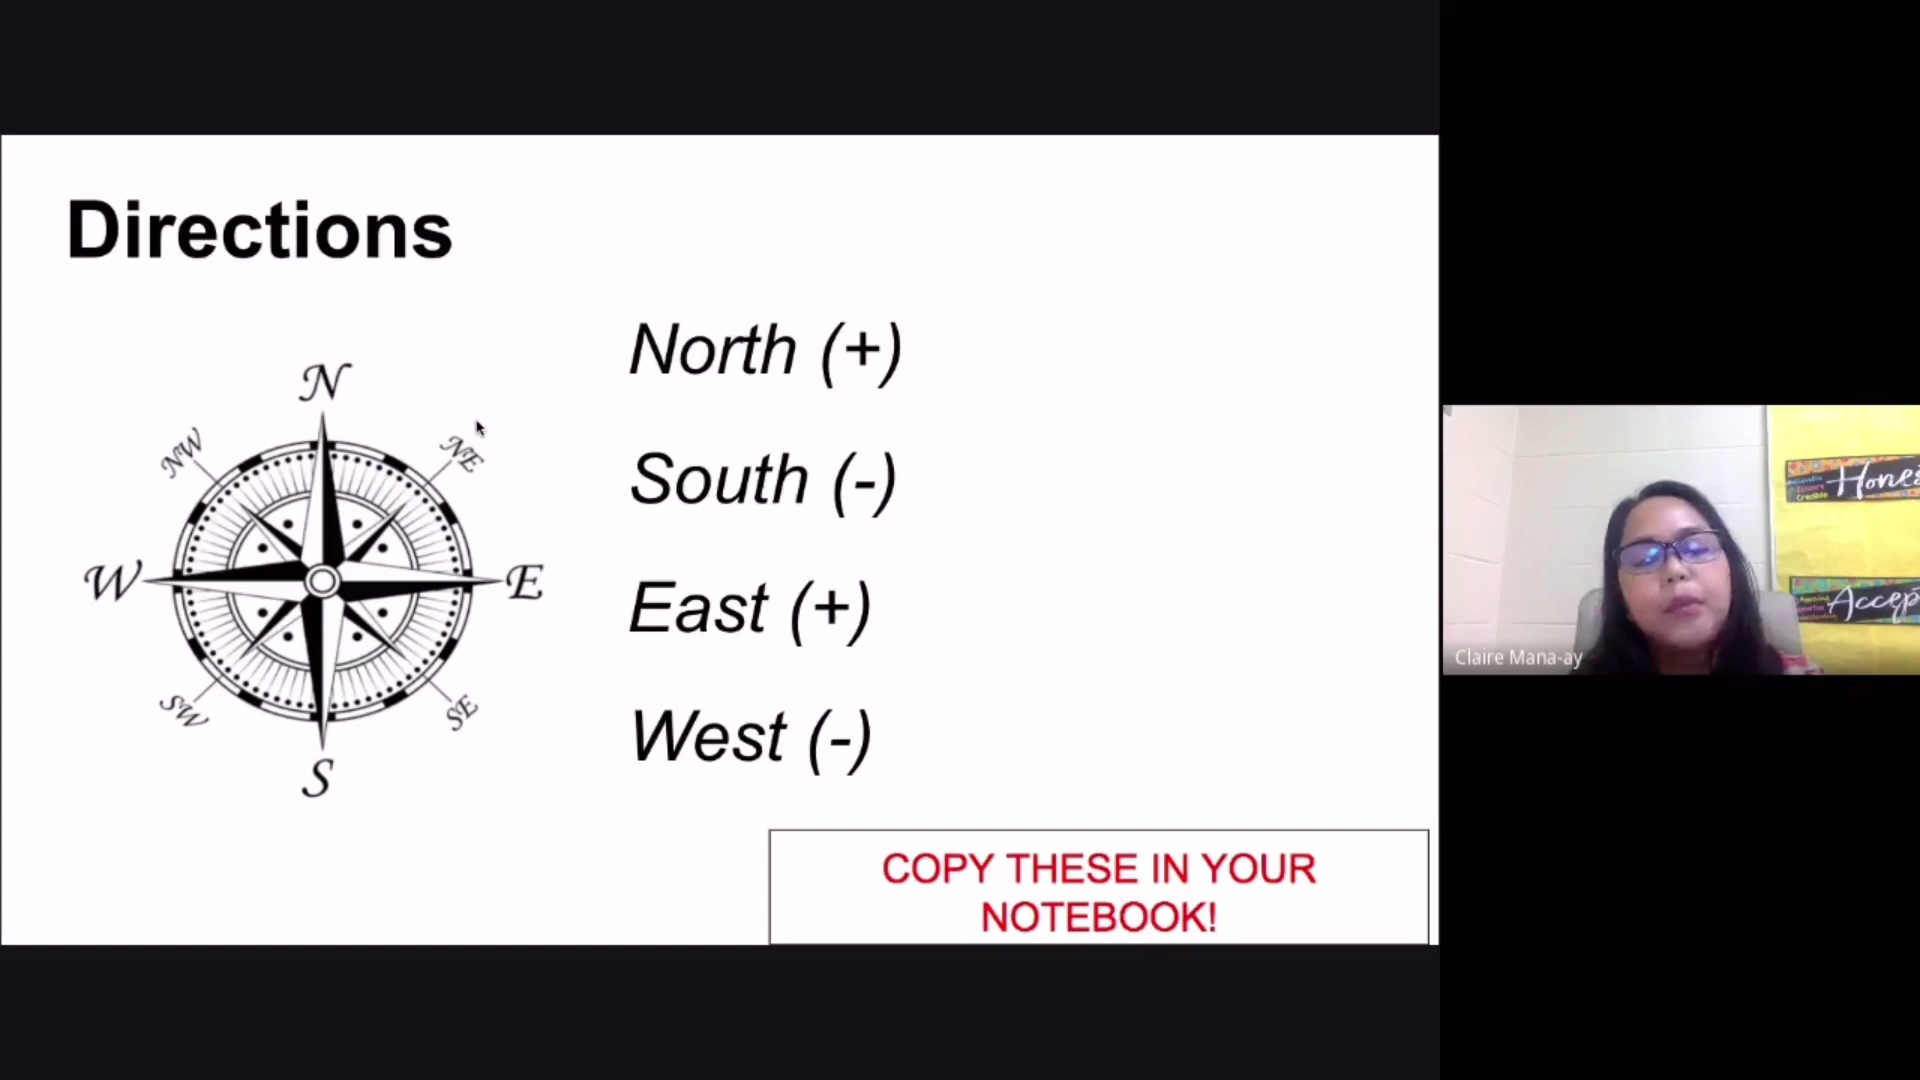 Directions
N
NW
NE
W
E
SW
SE
S
North (+)
South (-)
East (+)
West (-)
COPY THESE IN YOUR
NOTEBOOK!
Claire Mana-ay